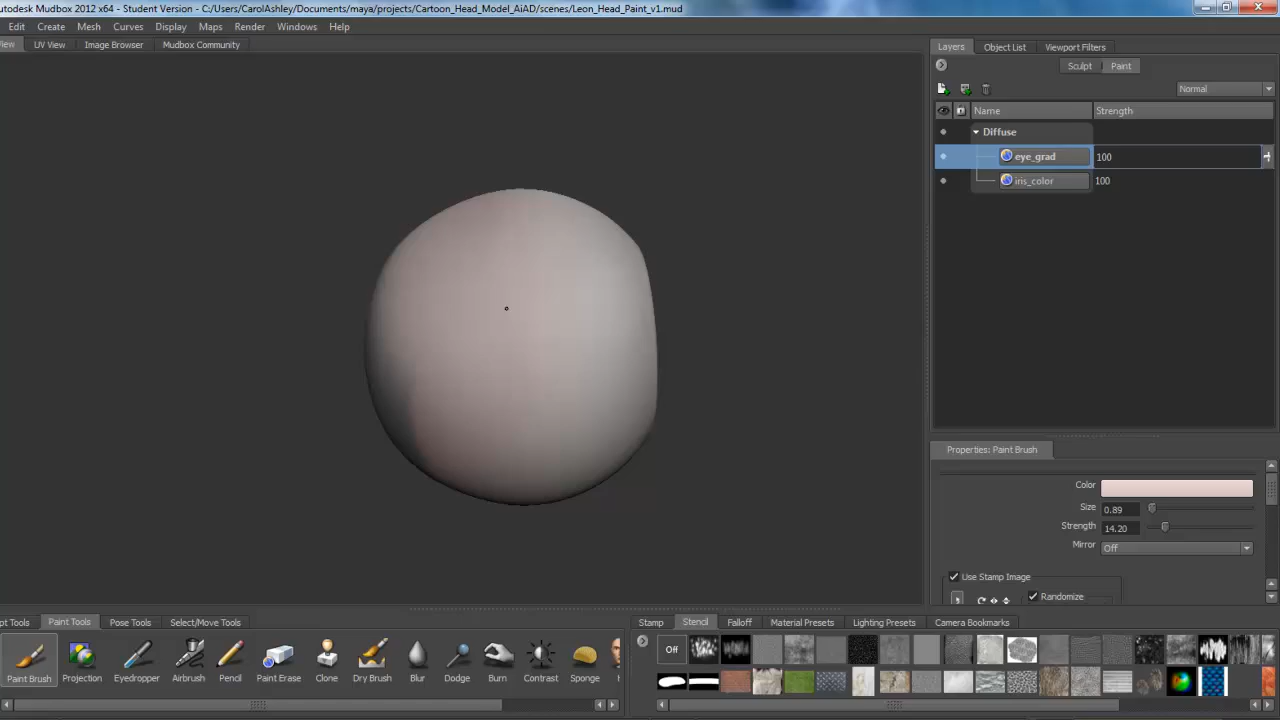 Autodesk Mudbox 2012 x64 - Student Version - C:/Users/CarolAshley/Documents/maya/projects/Cartoon_Head_Model_AiAD/scenes/Leon_Head_Paint_v1.mud
Edit Create Mesh Curves Display Maps Render Windows Help
View UV View Image Browser Mudbox Community
Layers Object List Viewport Filters
Sculpt Paint
Normal
Name Strength
Diffuse
eye_grad 100
iris_color 100
Properties: Paint Brush
Color
Size 0.89
Strength 14.20
Mirror Off
Use Stamp Image
Randomize
pt Tools Paint Tools Pose Tools Select/Move Tools
Stamp Stencil Falloff Material Presets Lighting Presets Camera Bookmarks
Off
Paint Brush Projection Eyedropper Airbrush Pencil Paint Erase Clone Dry Brush Blur Dodge Burn Contrast Sponge